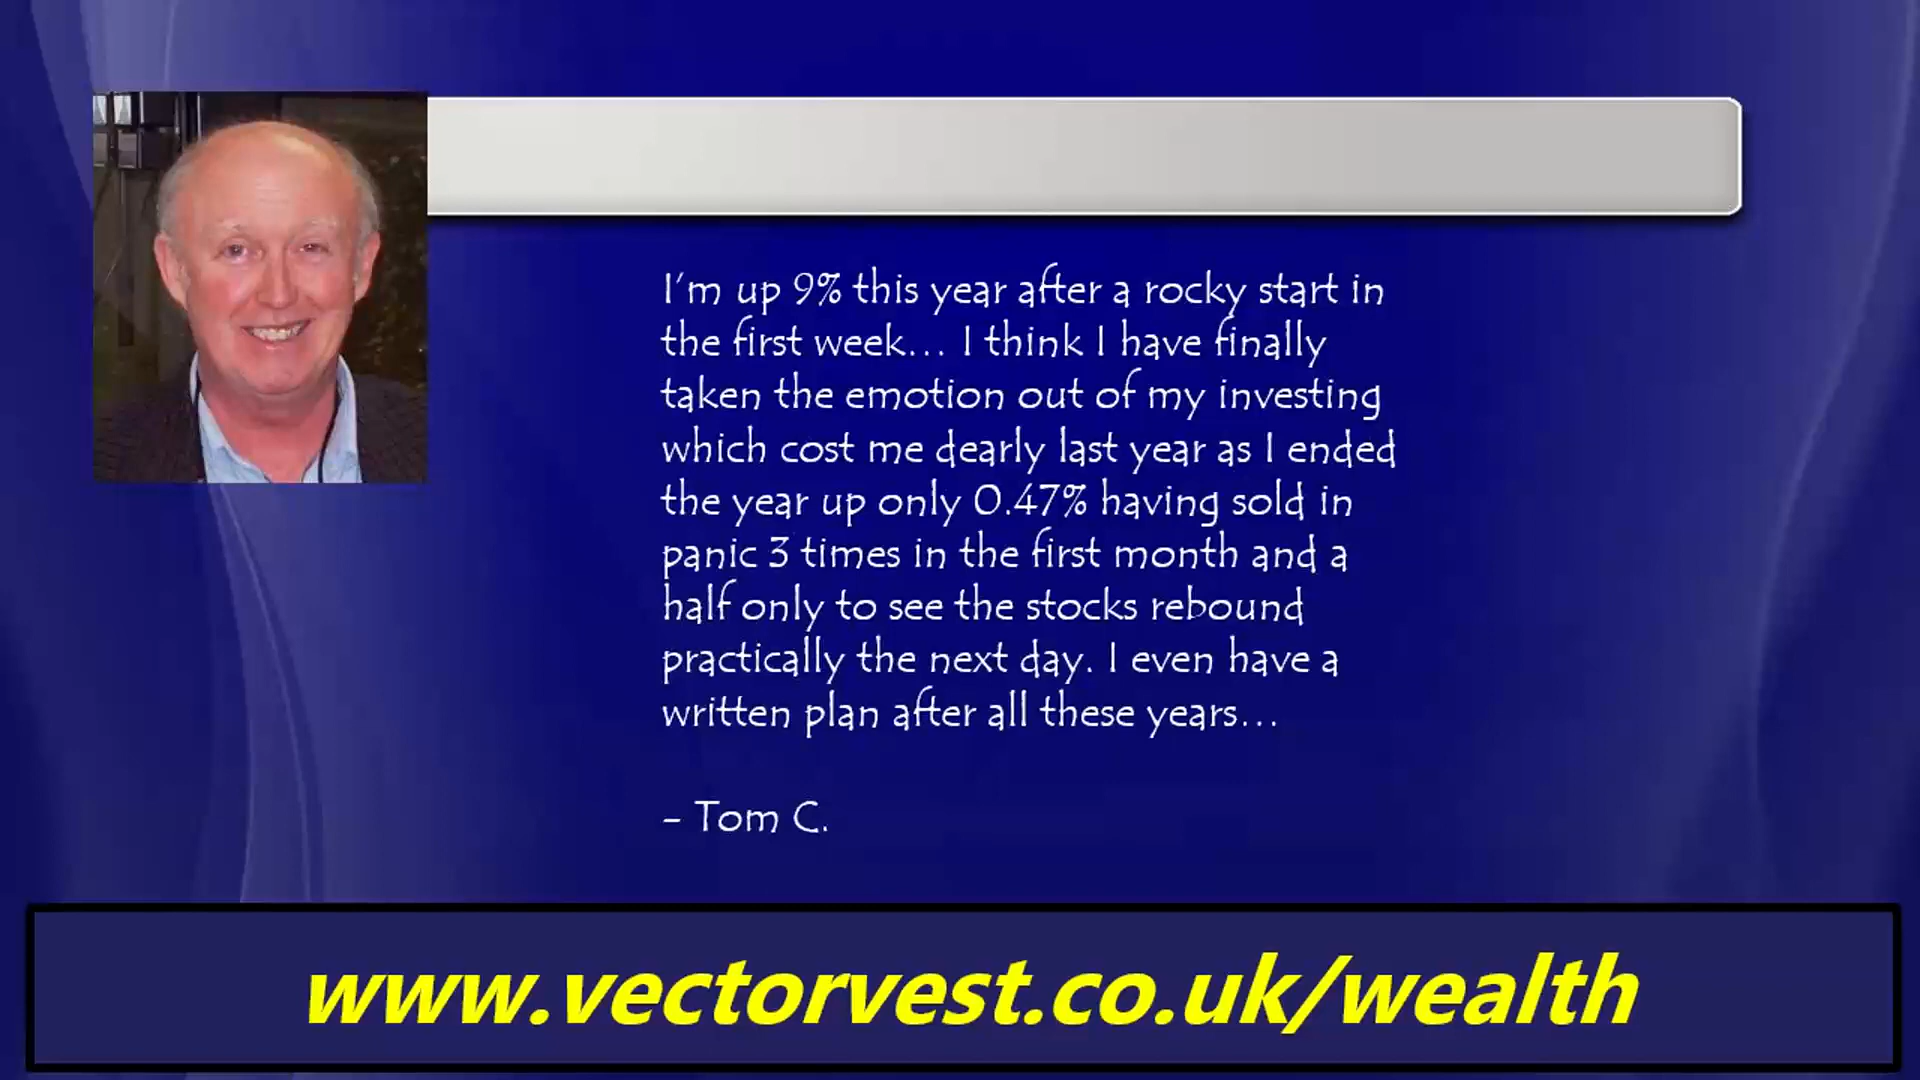 I'm up 9% this year after a rocky start in
the first week... I think I have finally
taken the emotion out of my investing
which cost me dearly last year as I ended
the year up only 0.47% having sold in
panic 3 times in the first month and a
half only to see the stocks rebound
practically the next day. I even have a
written plan after all these years...
- Tom C.
www.vectorvest.co.uk/wealth